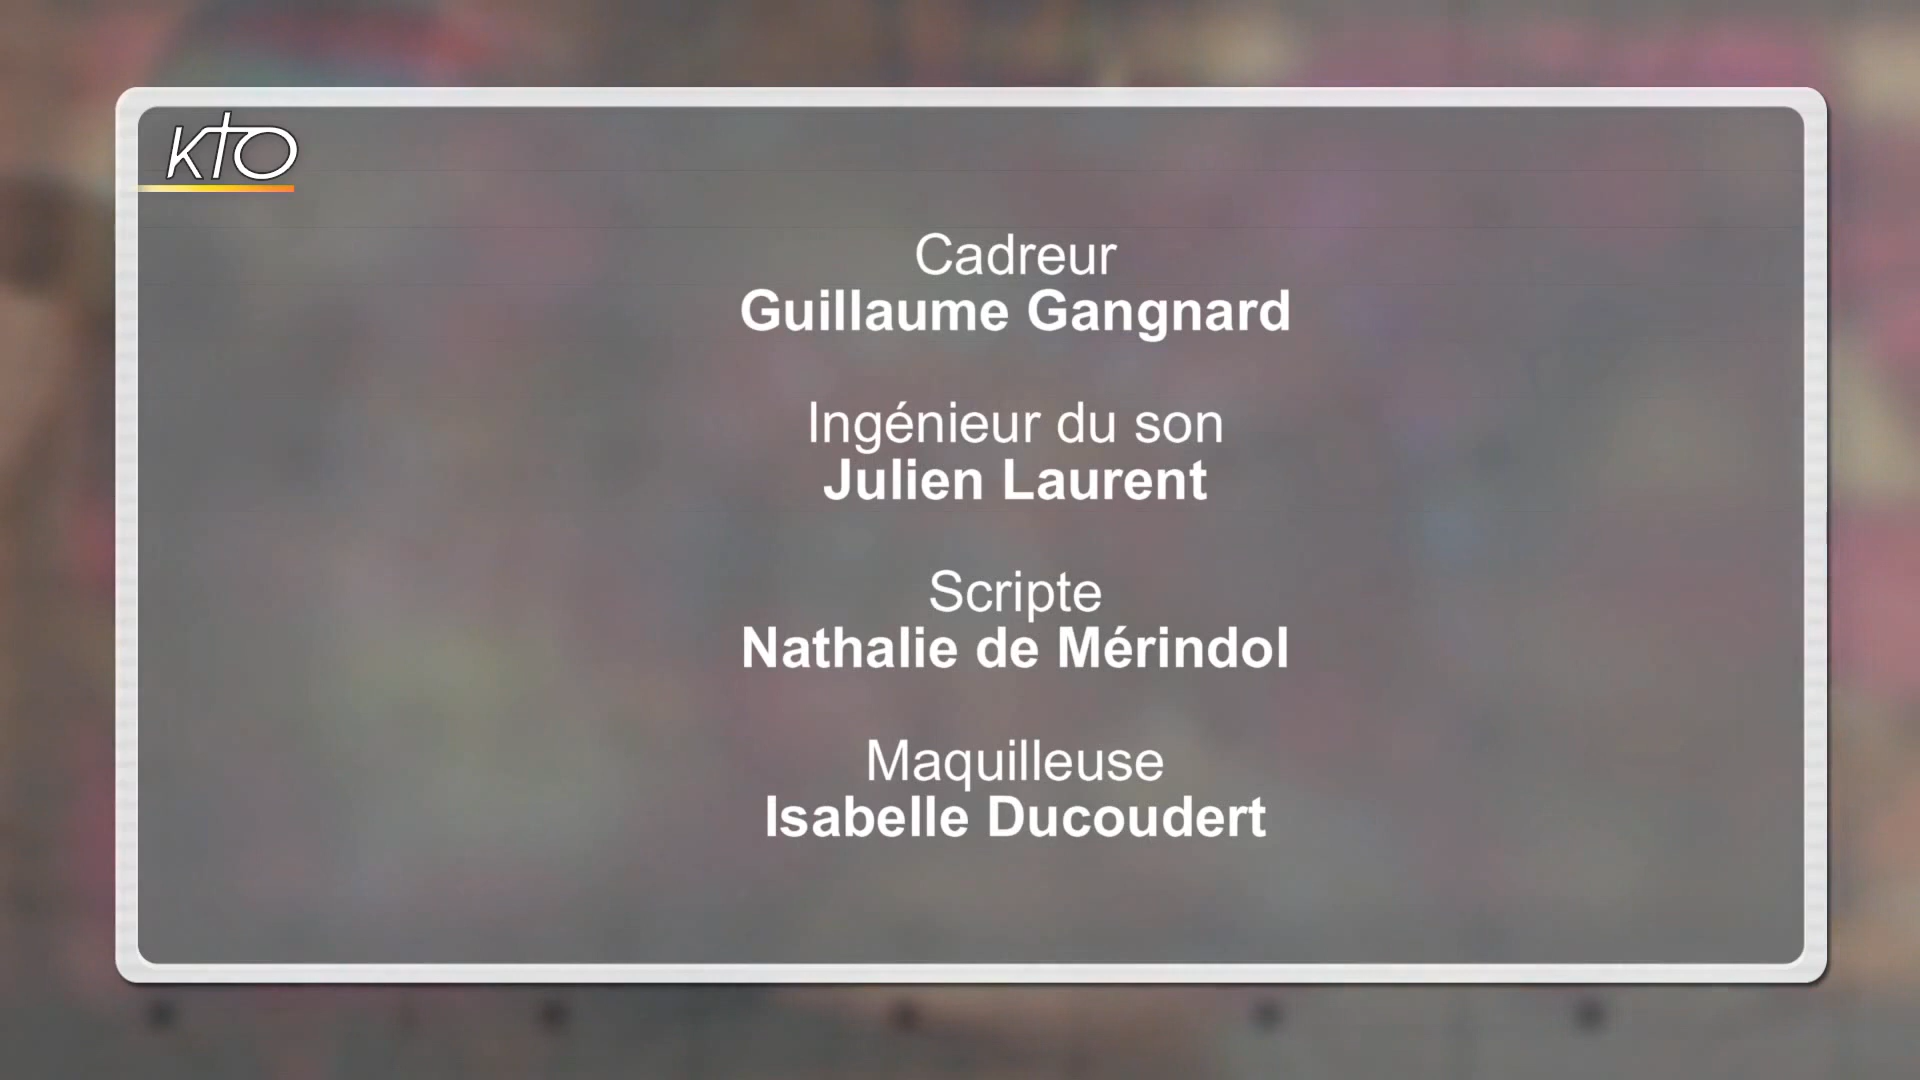 KTO
Cadreur
Guillaume Gangnard
Ingénieur du son
Julien Laurent
Scripte
Nathalie de Mérindol
Maquilleuse
Isabelle Ducoudert